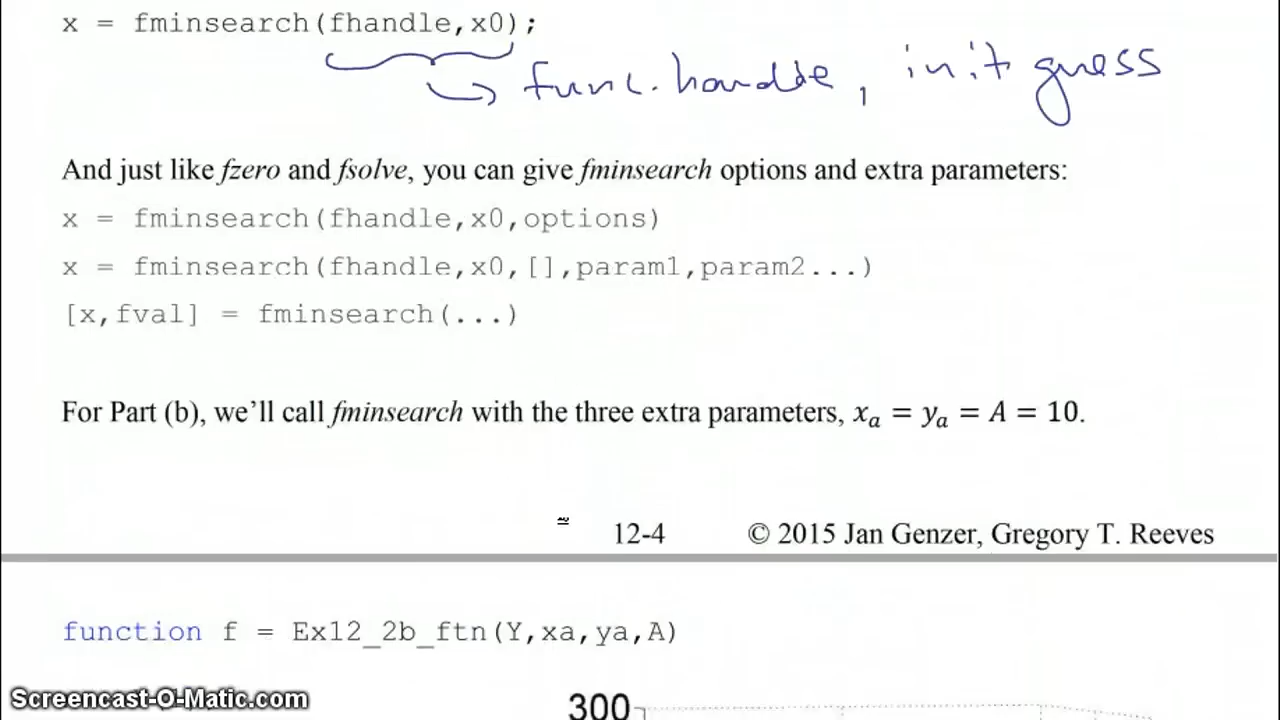 x = fminsearch(fhandle,x0);
func. handle, init guess
And just like fzero and fsolve, you can give fminsearch options and extra parameters:
x = fminsearch(fhandle,x0,options)
x = fminsearch(fhandle,x0,[],param1,param2...)
[x,fval] = fminsearch(...)
For Part (b), we'll call fminsearch with the three extra parameters, xₐ = yₐ = A = 10.
12-4 © 2015 Jan Genzer, Gregory T. Reeves
function f = Ex12_2b_ftn(Y,xa,ya,A)
Screencast-O-Matic.com
300